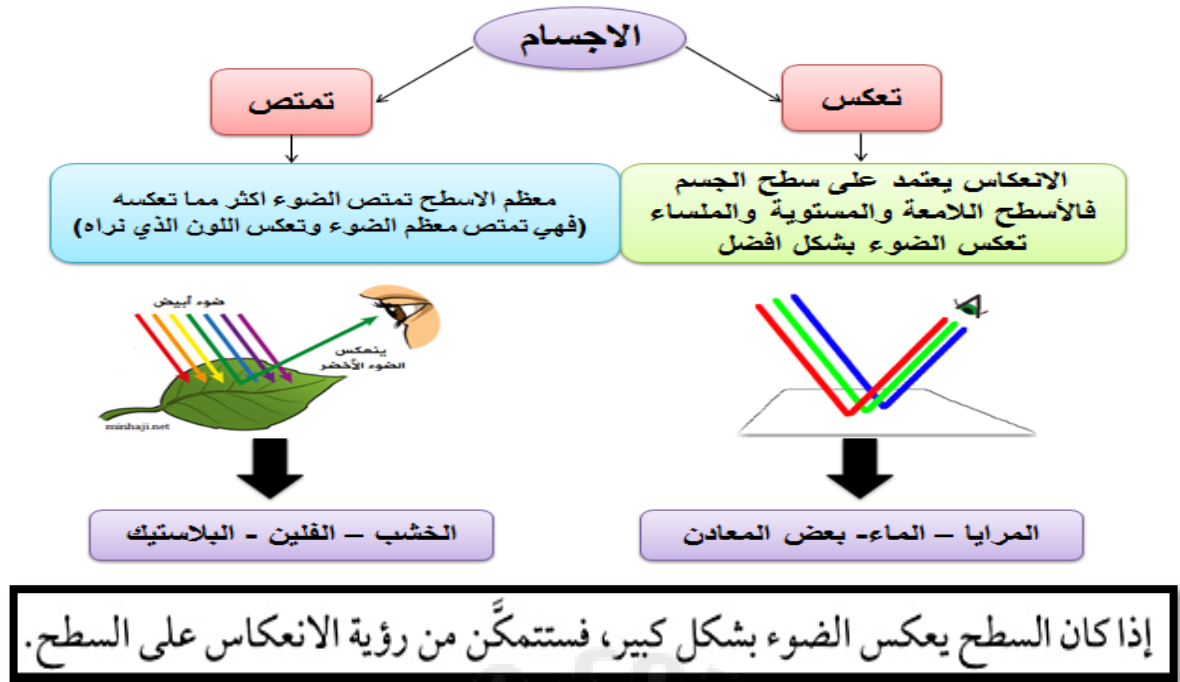 الاجسام
تعكس
تمتص
الانعكاس يعتمد على سطح الجسم
فالأسطح اللامعة والمستوية والملساء
تعكس الضوء بشكل افضل
معظم الاسطح تمتص الضوء اكثر مما تعكسه
(فهي تمتص معظم الضوء وتعكس اللون الذي نراه)
ضوء أبيض
ينعكس
الضوء الأخضر
minhaji.net
المرايا – الماء- بعض المعادن
الخشب – الفلين - البلاستيك
إذا كان السطح يعكس الضوء بشكل كبير، فستتمكَّن من رؤية الانعكاس على السطح.